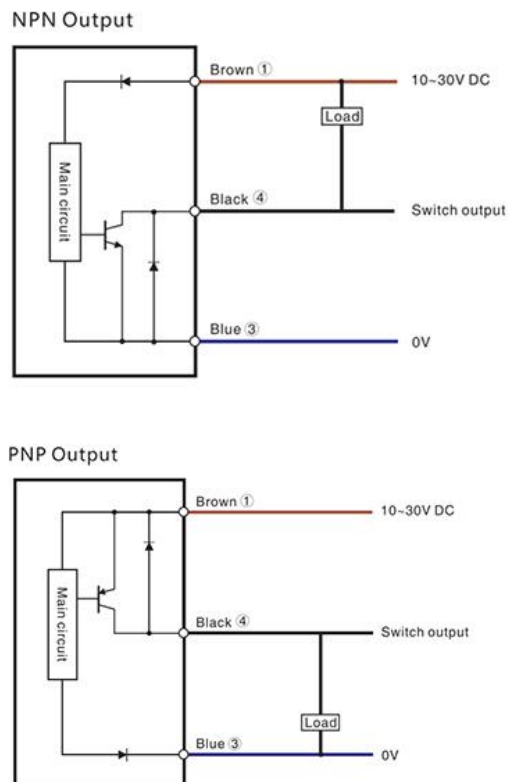 NPN Output
Brown ①
10~30V DC
Load
Main circuit
Black ④
Switch output
Blue ③
0V
PNP Output
Brown ①
10~30V DC
Main circuit
Black ④
Switch output
Load
Blue ③
0V